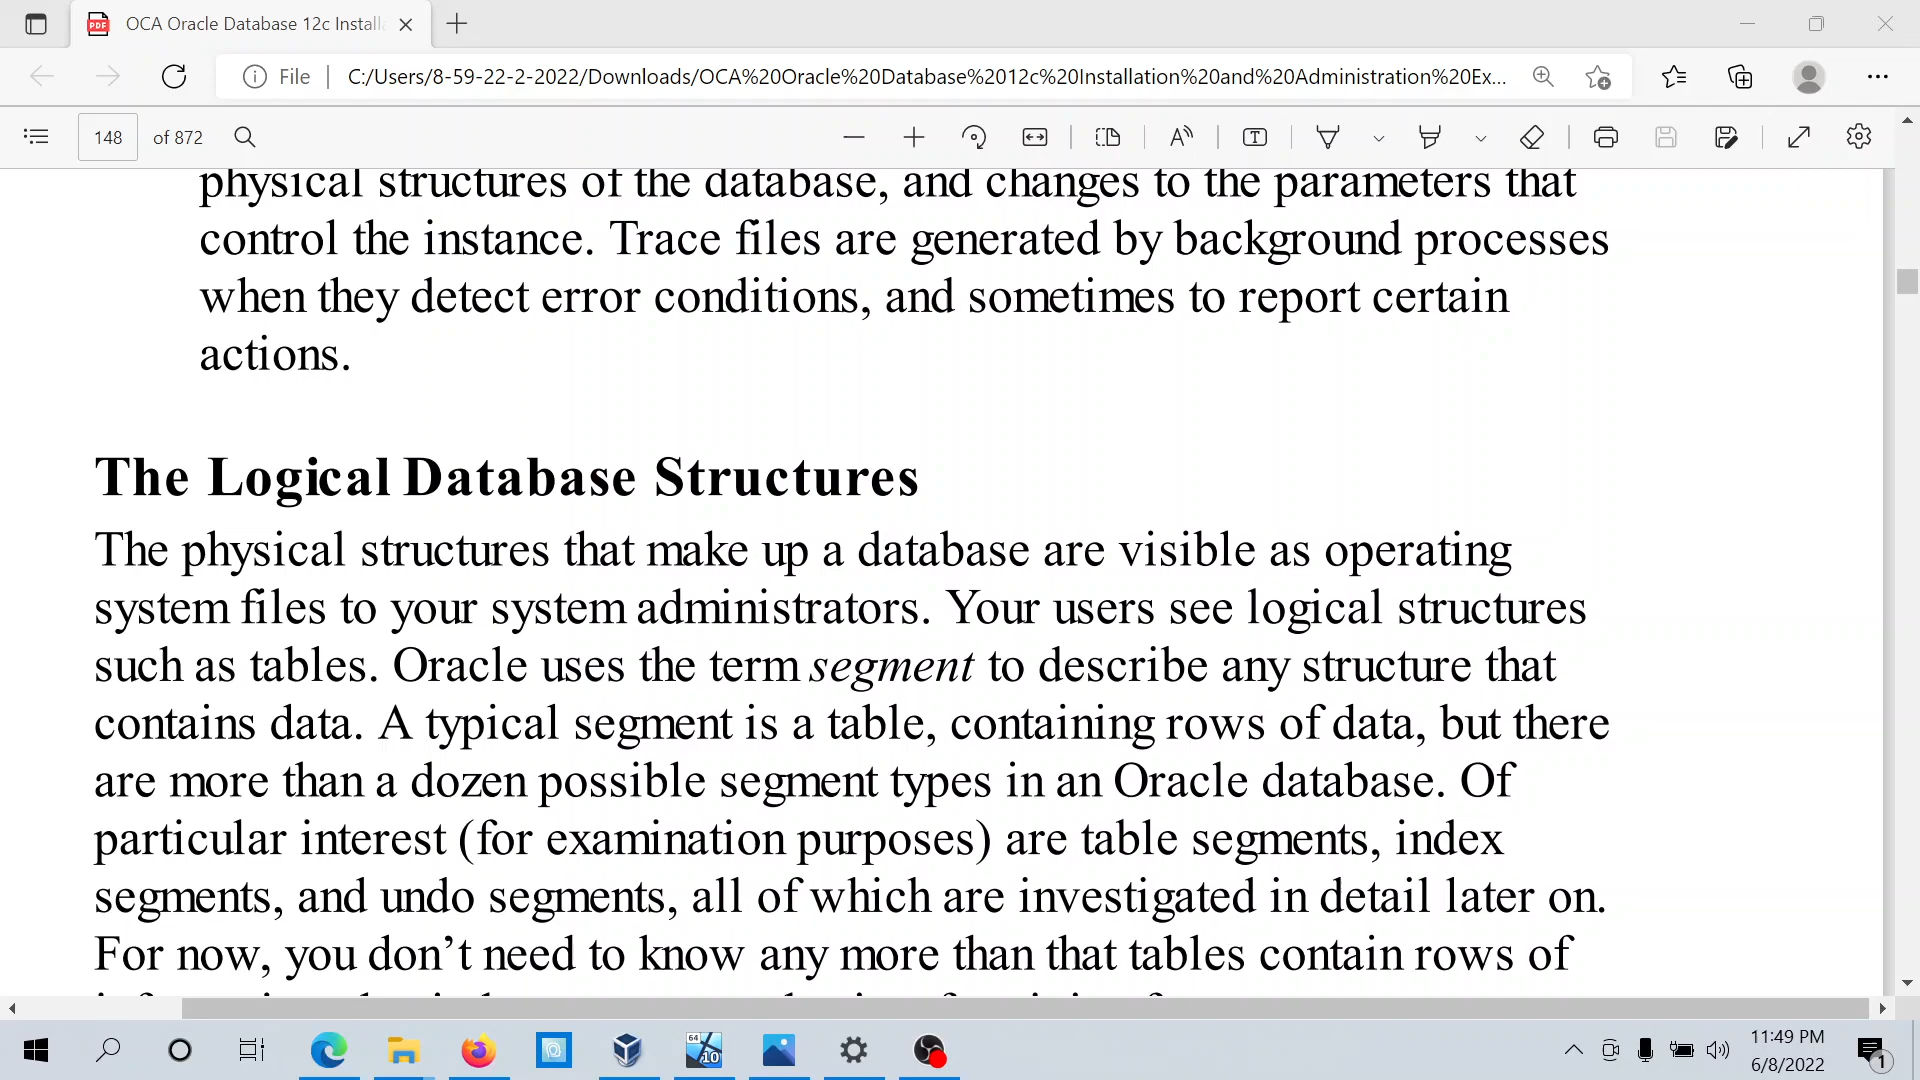 OCA Oracle Database 12c Install
File
C:/Users/8-59-22-2-2022/Downloads/OCA%20Oracle%20Database%2012c%20Installation%20and%20Administration%20Ex...
148 of 872
physical structures of the database, and changes to the parameters that
control the instance. Trace files are generated by background processes
when they detect error conditions, and sometimes to report certain
actions.
The Logical Database Structures
The physical structures that make up a database are visible as operating
system files to your system administrators. Your users see logical structures
such as tables. Oracle uses the term segment to describe any structure that
contains data. A typical segment is a table, containing rows of data, but there
are more than a dozen possible segment types in an Oracle database. Of
particular interest (for examination purposes) are table segments, index
segments, and undo segments, all of which are investigated in detail later on.
For now, you don’t need to know any more than that tables contain rows of
64
10
11:49 PM
6/8/2022
1